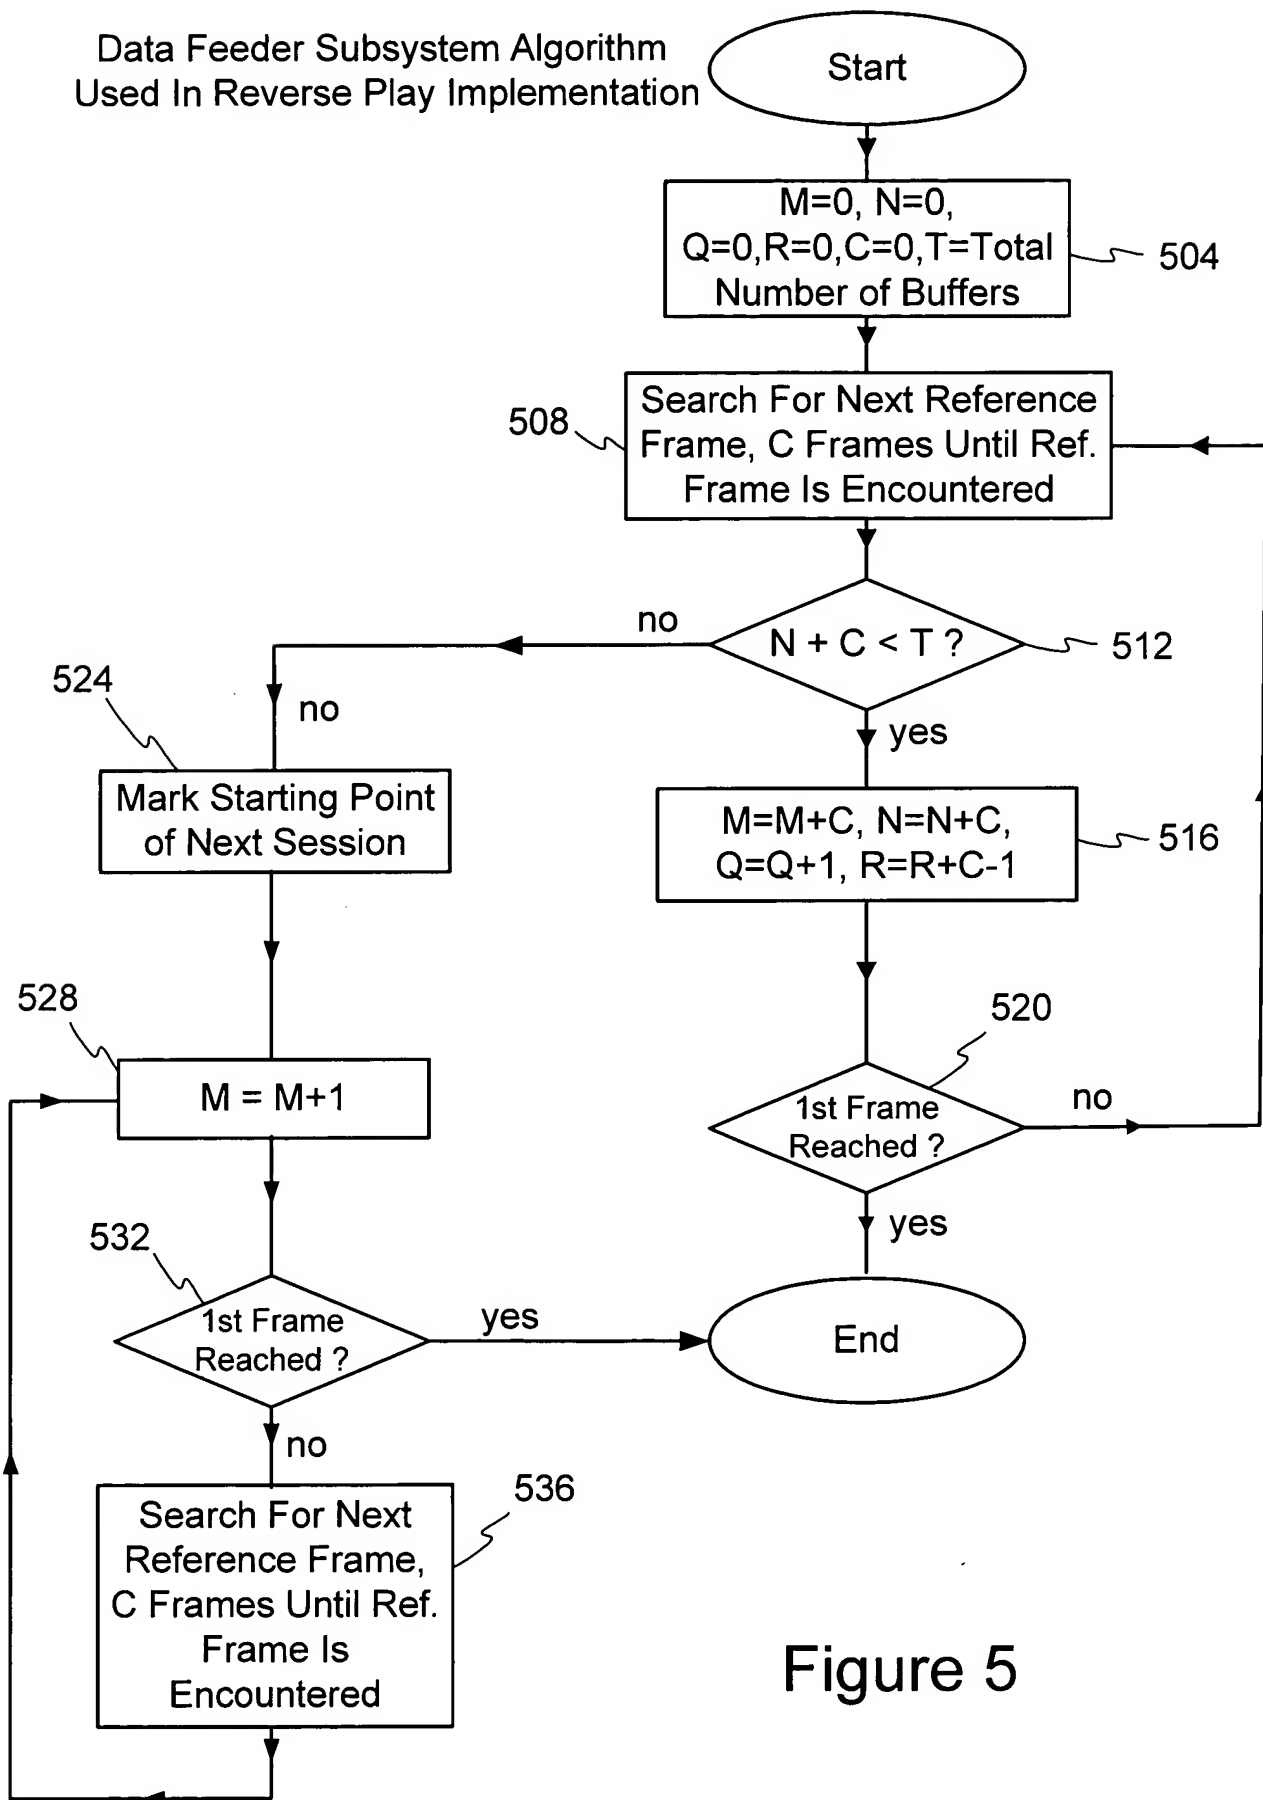 Data Feeder Subsystem Algorithm
Used In Reverse Play Implementation
Start
M=0, N=0,
Q=0,R=0,C=0,T=Total
Number of Buffers
504
Search For Next Reference
Frame, C Frames Until Ref.
Frame Is Encountered
508
N + C < T ?
512
no
no
yes
524
Mark Starting Point
of Next Session
M=M+C, N=N+C,
Q=Q+1, R=R+C-1
516
528
M = M+1
520
1st Frame
Reached ?
no
yes
532
1st Frame
Reached ?
yes
End
no
536
Search For Next
Reference Frame,
C Frames Until Ref.
Frame Is
Encountered
Figure 5